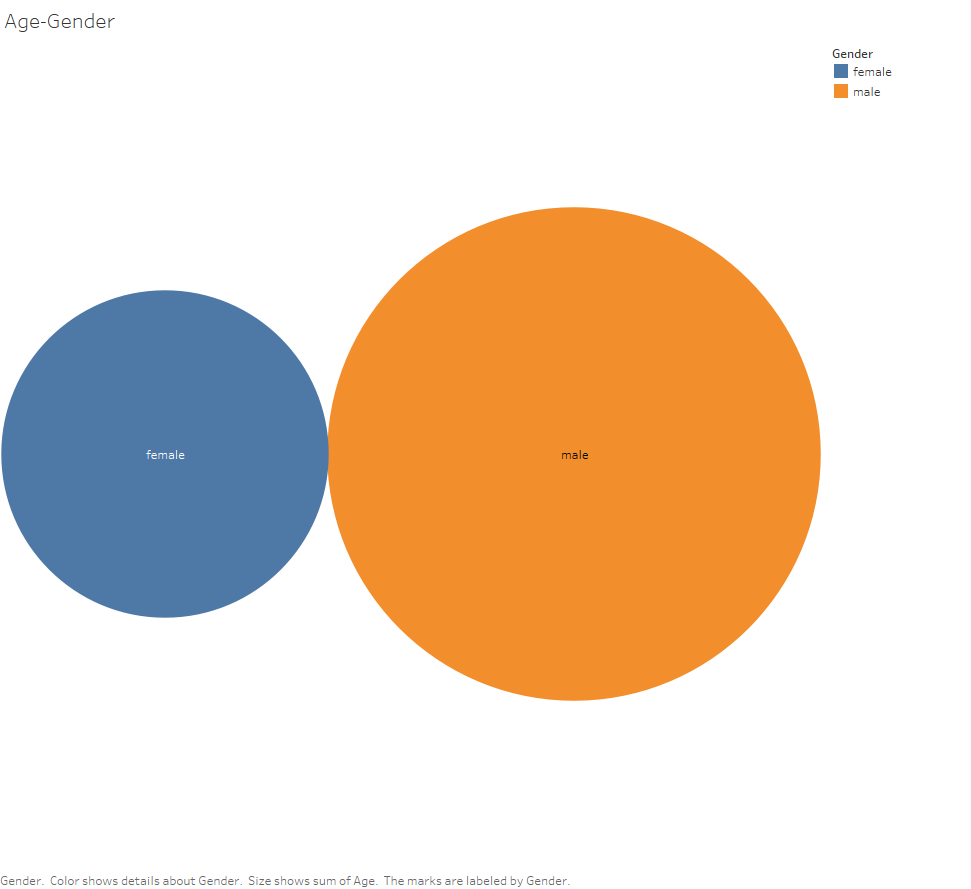 Age-Gender
Gender
female
male
female
male
Gender.  Color shows details about Gender.  Size shows sum of Age.  The marks are labeled by Gender.